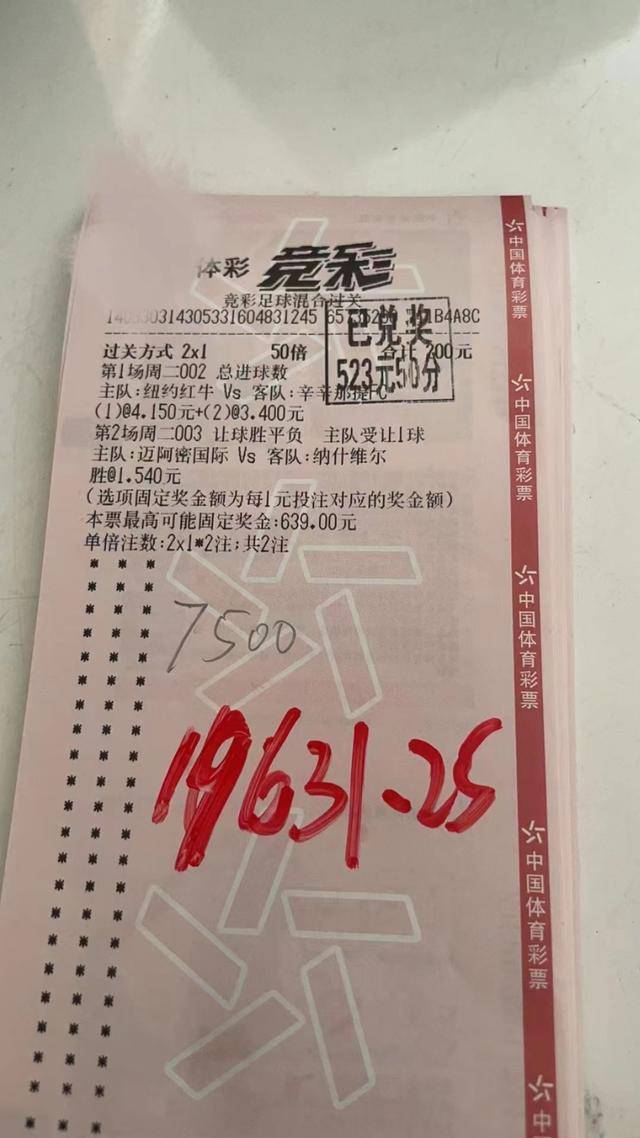 体彩 竞彩
竞彩足球混合过关
过关方式 2x1 50倍 合计 200元
已兑奖
523元50分
第1场周二002 总进球数
主队:纽约红牛 Vs 客队:辛辛那提FC
(1)@4.150元+(2)@3.400元
第2场周二003 让球胜平负 主队受让1球
主队:迈阿密国际 Vs 客队:纳什维尔
胜@1.540元
(选项固定奖金额为每1元投注对应的奖金额)
本票最高可能固定奖金:639.00元
单倍注数:2x1*2注;共2注
7500
19631.25
中国体育彩票
中国体育彩票
中国体育彩票
中国体育彩票
中